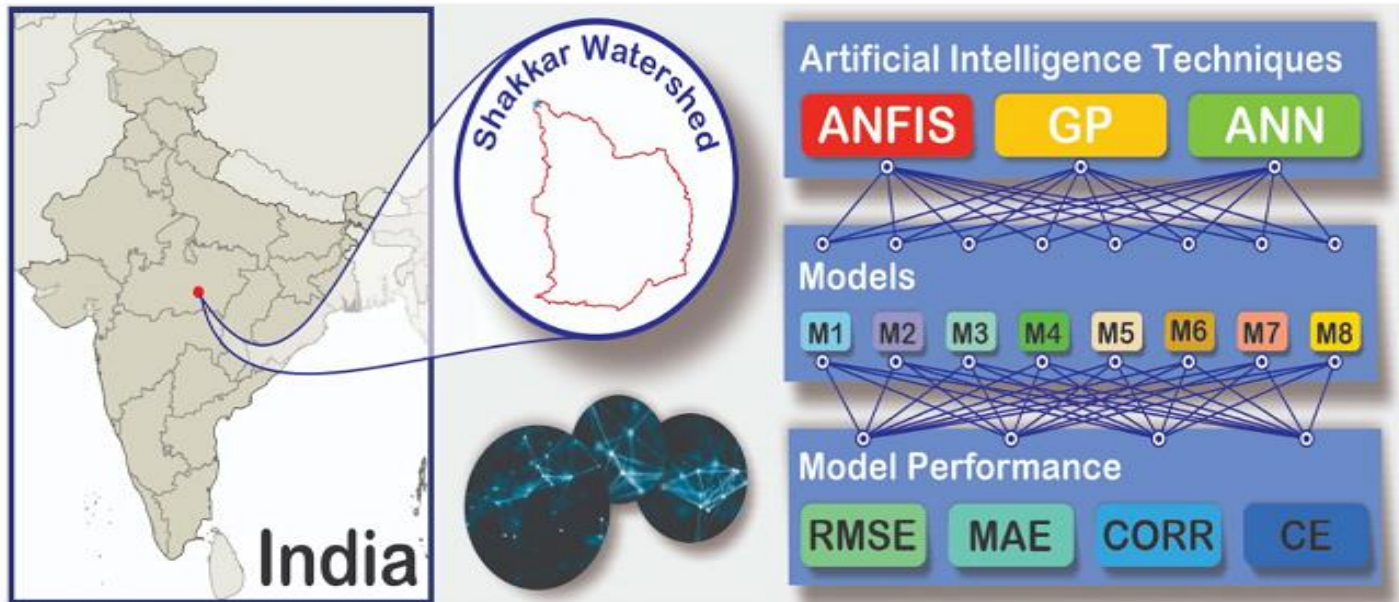 India
Shakkar Watershed
Artificial Intelligence Techniques
ANFIS GP ANN
Models
M1 M2 M3 M4 M5 M6 M7 M8
Model Performance
RMSE MAE CORR CE